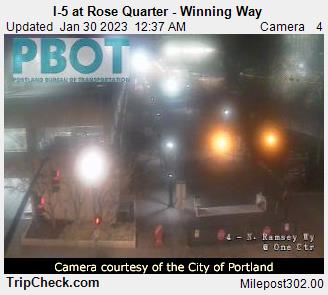 I-5 at Rose Quarter - Winning Way
Updated Jan 30 2023 12:37 AM Camera 4
PBOT
PORTLAND BUREAU OF TRANSPORTATION
4 - N. Ramsey Wy
@ One Ctr
Camera courtesy of the City of Portland
TripCheck.com Milepost302.00